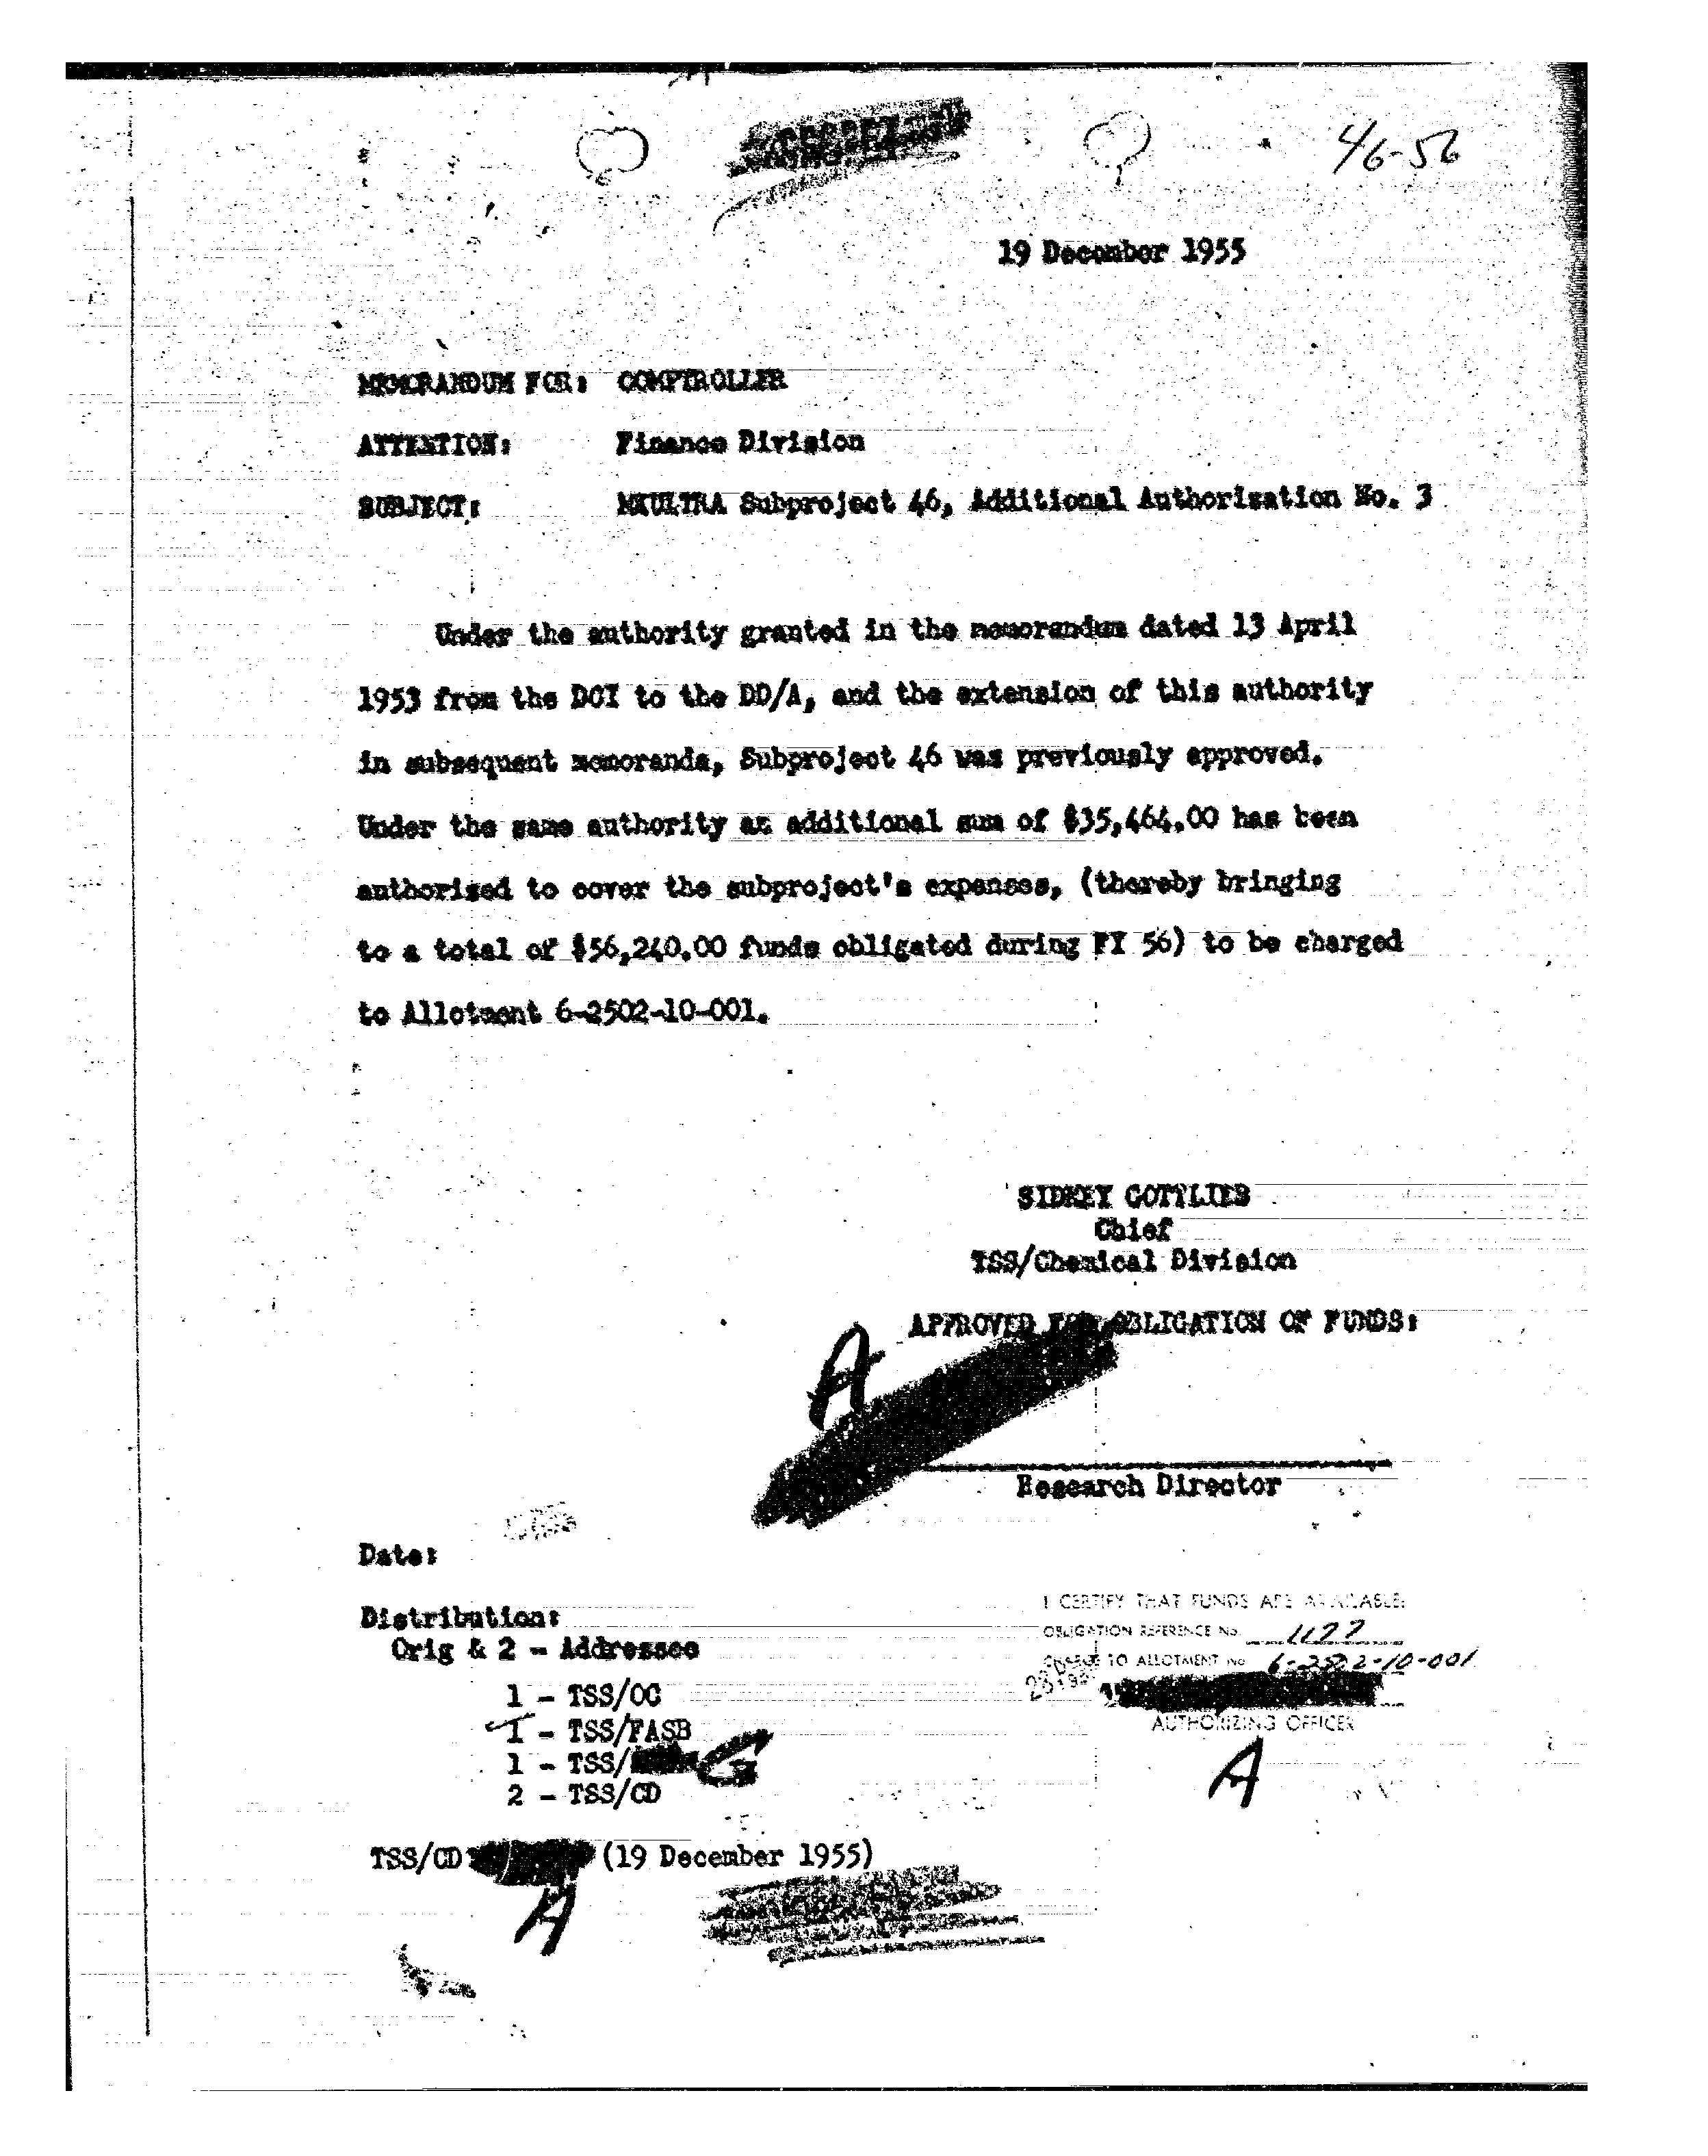 46-56
19 December 1955
MEMORANDUM FOR: COMPTROLLER
ATTENTION: Finance Division
SUBJECT: MKULTRA Subproject 46, Additional Authorization No. 3
Under the authority granted in the memorandum dated 13 April
1953 from the DCI to the DD/A, and the extension of this authority
in subsequent memoranda, Subproject 46 was previously approved.
Under the same authority an additional sum of $35,464.00 has been
authorized to cover the subproject's expenses, (thereby bringing
to a total of $56,240.00 funds obligated during FY 56) to be charged
to Allotment 6-2502-10-001.
SIDNEY GOTTLIEB
Chief
TSS/Chemical Division
APPROVED FOR OBLIGATION OF FUNDS:
A
Research Director
Date:
Distribution:
Orig & 2 - Addressee
1 - TSS/OC
1 - TSS/FASB
1 - TSS/ G
2 - TSS/CD
I CERTIFY THAT FUNDS ARE AVAILABLE:
OBLIGATION REFERENCE NO. 1177
CHARGE TO ALLOTMENT NO. 6-2502-10-001
AUTHORIZING OFFICER
A
TSS/CD (19 December 1955)
A